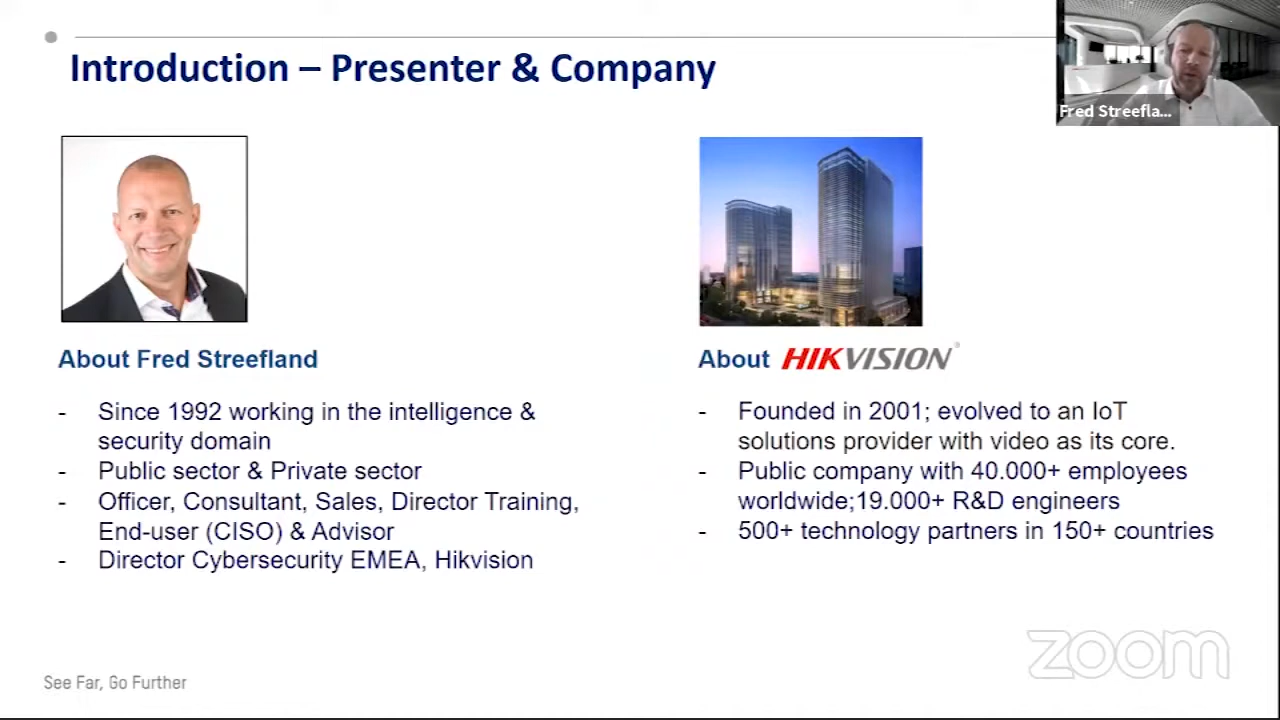 Introduction – Presenter & Company
Fred Streefla...
About Fred Streefland
- Since 1992 working in the intelligence &
security domain
- Public sector & Private sector
- Officer, Consultant, Sales, Director Training,
End-user (CISO) & Advisor
- Director Cybersecurity EMEA, Hikvision
About HIKVISION®
- Founded in 2001; evolved to an IoT
solutions provider with video as its core.
- Public company with 40.000+ employees
worldwide;19.000+ R&D engineers
- 500+ technology partners in 150+ countries
zoom
See Far, Go Further